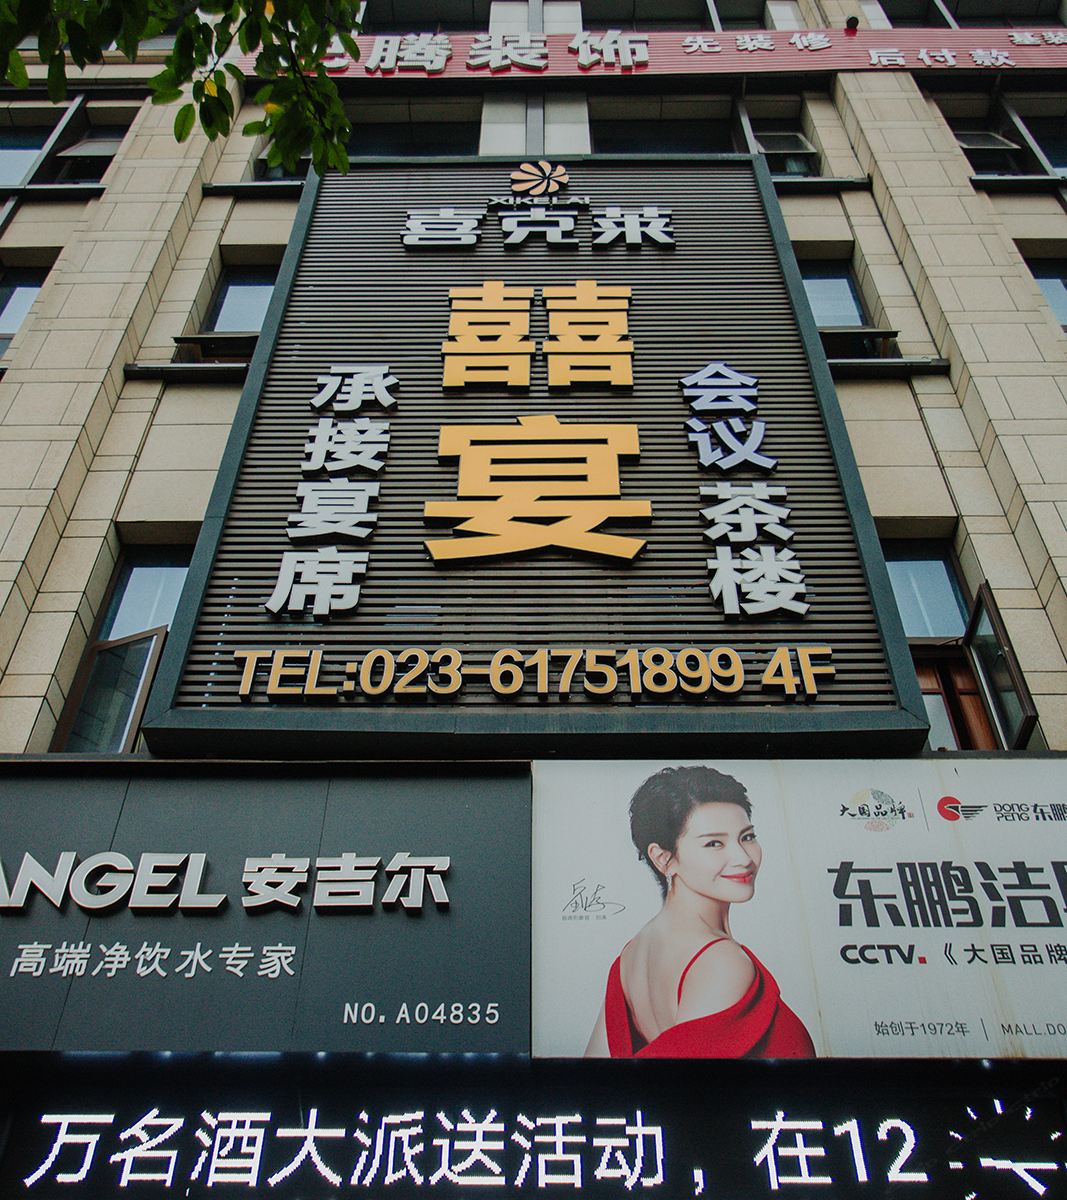 腾装饰 先装修
后付款
基装
XIKELAI
喜克莱
囍
宴
承接宴席
会议茶楼
TEL:023-61751899 4F
ANGEL 安吉尔
高端净饮水专家
NO.A04835
大国品牌
DONG PENG 东鹏
东鹏洁
CCTV.《大国品牌
始创于1972年 | MALL.DO
万名酒大派送活动，在12